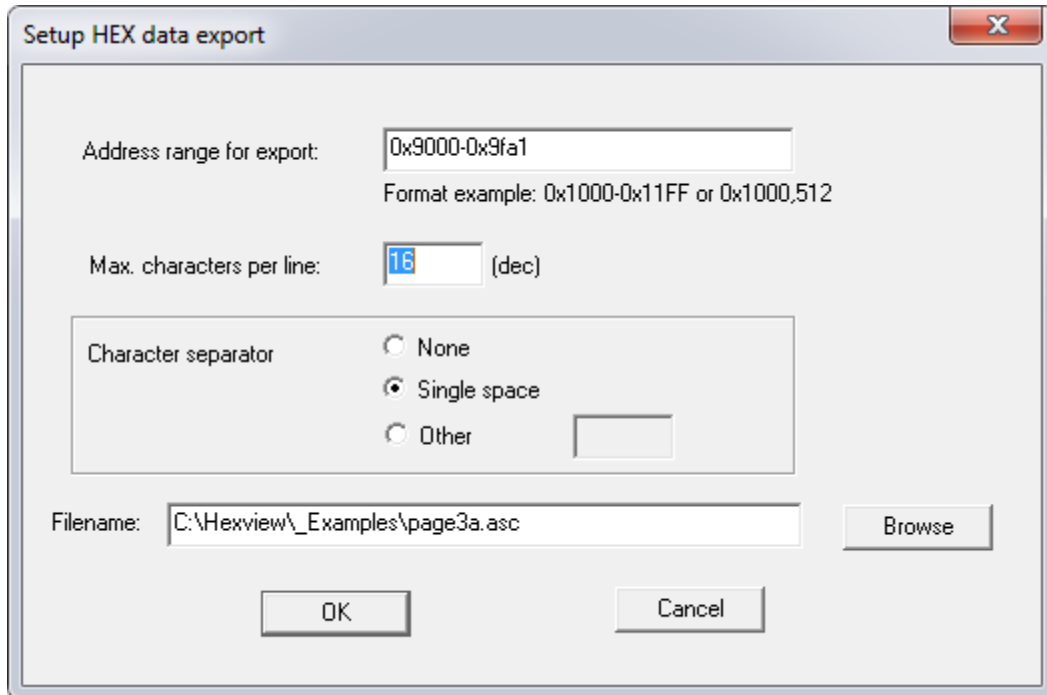 Setup HEX data export
Address range for export: 0x9000-0x9fa1
Format example: 0x1000-0x11FF or 0x1000,512
Max. characters per line: 16 (dec)
Character separator
None
Single space
Other
Filename: C:\Hexview\_Examples\page3a.asc Browse
OK Cancel